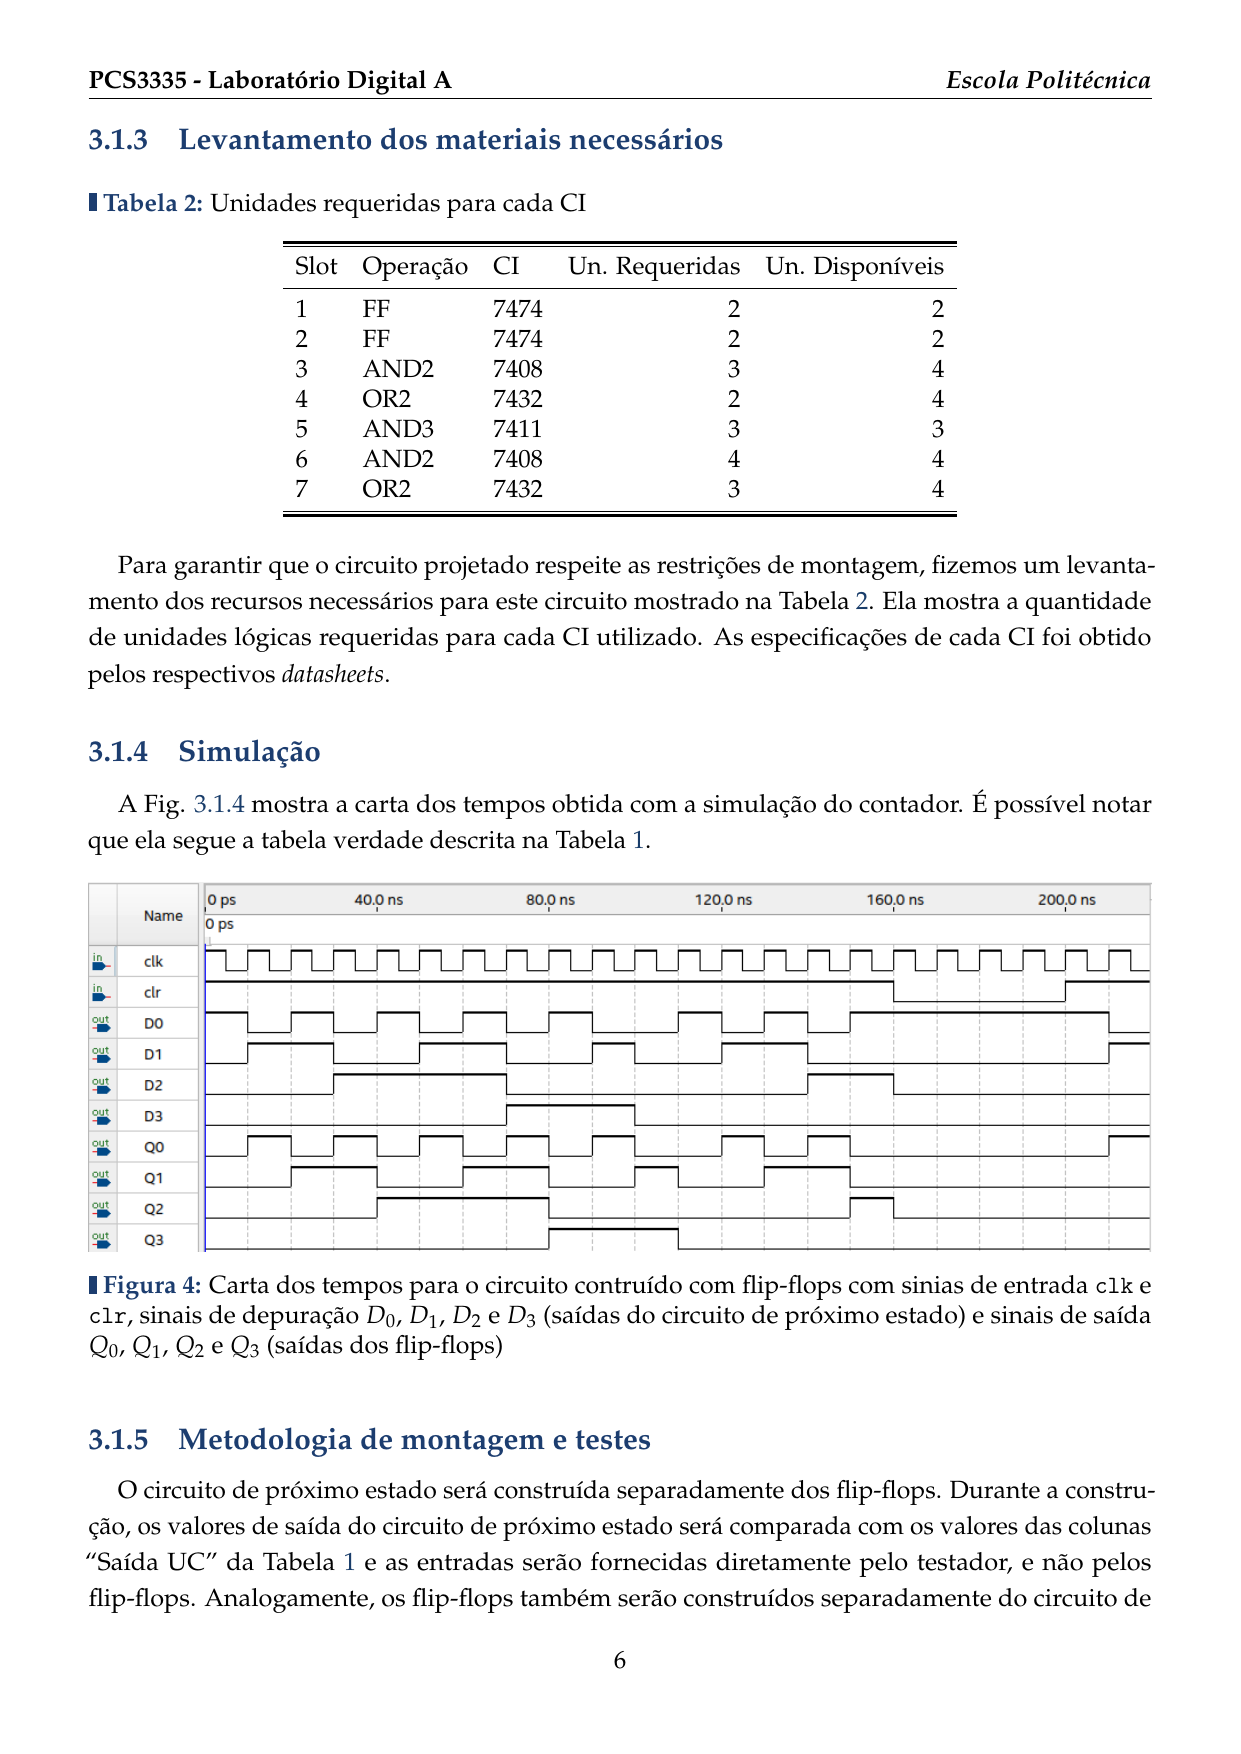 PCS3335 - Laboratório Digital A Escola Politécnica
3.1.3 Levantamento dos materiais necessários
Tabela 2: Unidades requeridas para cada CI
Slot Operação CI Un. Requeridas Un. Disponíveis
1 FF 7474 2 2
2 FF 7474 2 2
3 AND2 7408 3 4
4 OR2 7432 2 4
5 AND3 7411 3 3
6 AND2 7408 4 4
7 OR2 7432 3 4
Para garantir que o circuito projetado respeite as restrições de montagem, fizemos um levanta-
mento dos recursos necessários para este circuito mostrado na Tabela 2. Ela mostra a quantidade
de unidades lógicas requeridas para cada CI utilizado. As especificações de cada CI foi obtido
pelos respectivos datasheets.
3.1.4 Simulação
A Fig. 3.1.4 mostra a carta dos tempos obtida com a simulação do contador. É possível notar
que ela segue a tabela verdade descrita na Tabela 1.
Name 0 ps 40.0 ns 80.0 ns 120.0 ns 160.0 ns 200.0 ns
0 ps
in clk
in clr
out D0
out D1
out D2
out D3
out Q0
out Q1
out Q2
out Q3
Figura 4: Carta dos tempos para o circuito contruído com flip-flops com sinias de entrada clk e
clr, sinais de depuração D0, D1, D2 e D3 (saídas do circuito de próximo estado) e sinais de saída
Q0, Q1, Q2 e Q3 (saídas dos flip-flops)
3.1.5 Metodologia de montagem e testes
O circuito de próximo estado será construída separadamente dos flip-flops. Durante a constru-
ção, os valores de saída do circuito de próximo estado será comparada com os valores das colunas
“Saída UC” da Tabela 1 e as entradas serão fornecidas diretamente pelo testador, e não pelos
flip-flops. Analogamente, os flip-flops também serão construídos separadamente do circuito de
6